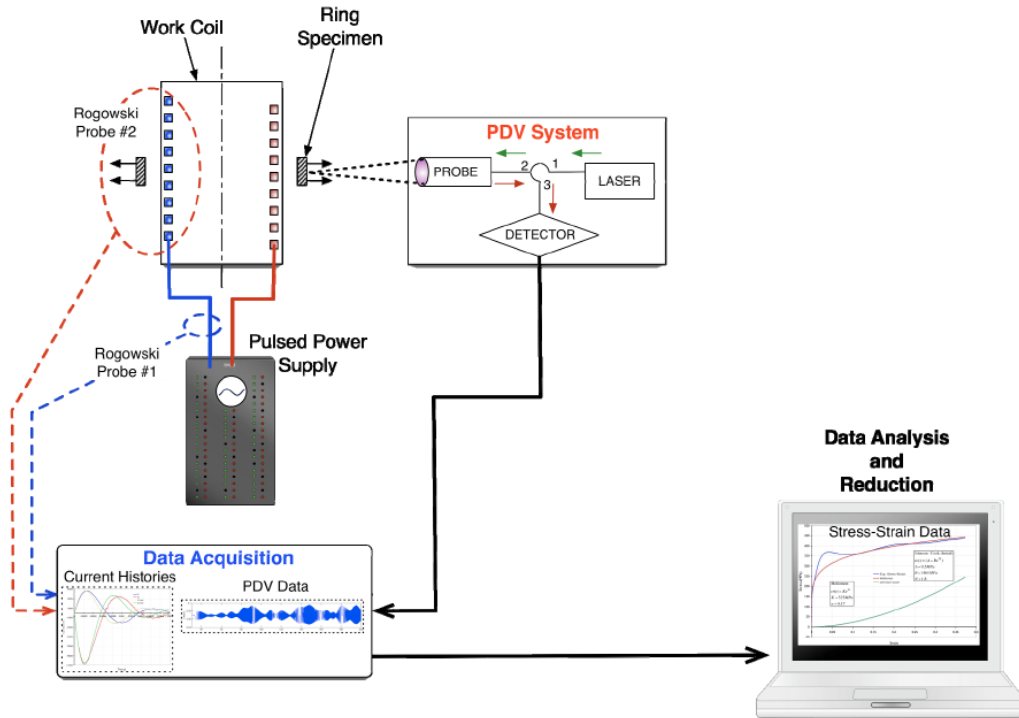 Ring
Specimen
Work Coil
Rogowski
Probe #2
PDV System
PROBE
2
1
3
LASER
DETECTOR
Pulsed Power
Supply
Rogowski
Probe #1
Data Analysis
and
Reduction
Stress-Strain Data
Data Acquisition
Current Histories
PDV Data